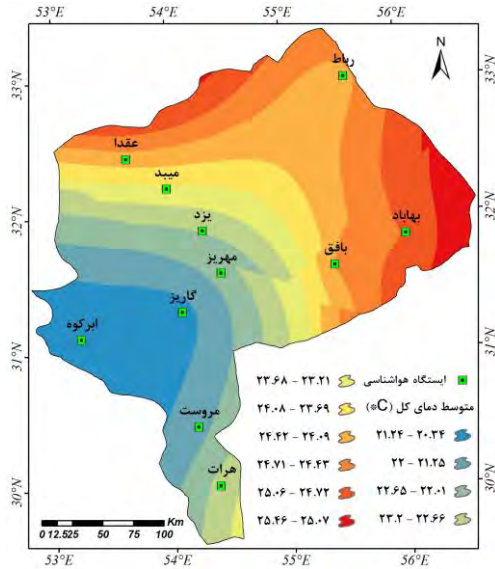 53°E 54°E 55°E 56°E
N
33°N
33°N
رباط
عقدا
میبد
32°N
32°N
یزد
بهاباد
بافق
مهریز
گاریز
ابرکوه
31°N
31°N
مروست
هرات
30°N
30°N
ایستگاه هواشناسی
متوسط دمای کل (C°)
۲۱.۲۴ - ۲۰.۳۴
۲۲ - ۲۱.۲۵
۲۲.۶۵ - ۲۲.۰۱
۲۳.۲ - ۲۲.۶۶
۲۳.۶۸ - ۲۳.۲۱
۲۴.۰۸ - ۲۳.۶۹
۲۴.۴۲ - ۲۴.۰۹
۲۴.۷۱ - ۲۴.۴۳
۲۵.۰۶ - ۲۴.۷۲
۲۵.۴۶ - ۲۵.۰۷
Km
0 12.525 50 75 100
53°E 54°E 55°E 56°E